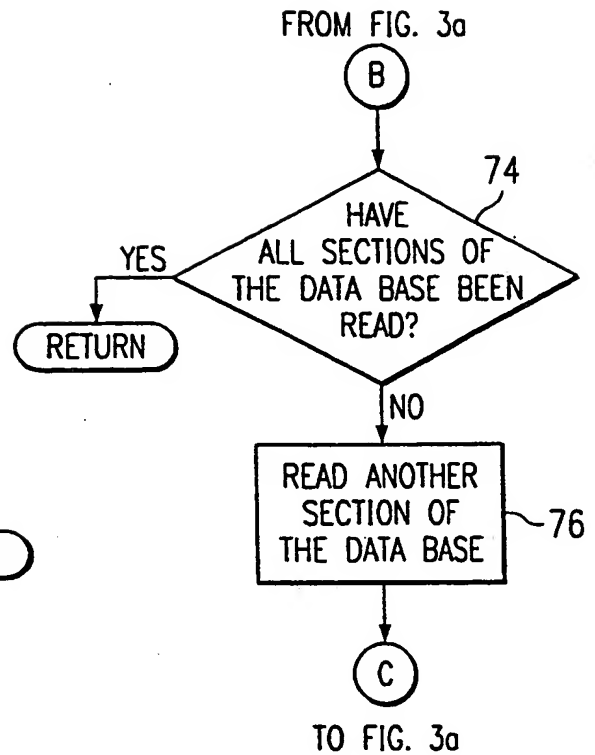 FROM FIG. 3a
B
74
HAVE
ALL SECTIONS OF
THE DATA BASE BEEN
READ?
YES
RETURN
NO
READ ANOTHER
SECTION OF
THE DATA BASE
76
C
TO FIG. 3a